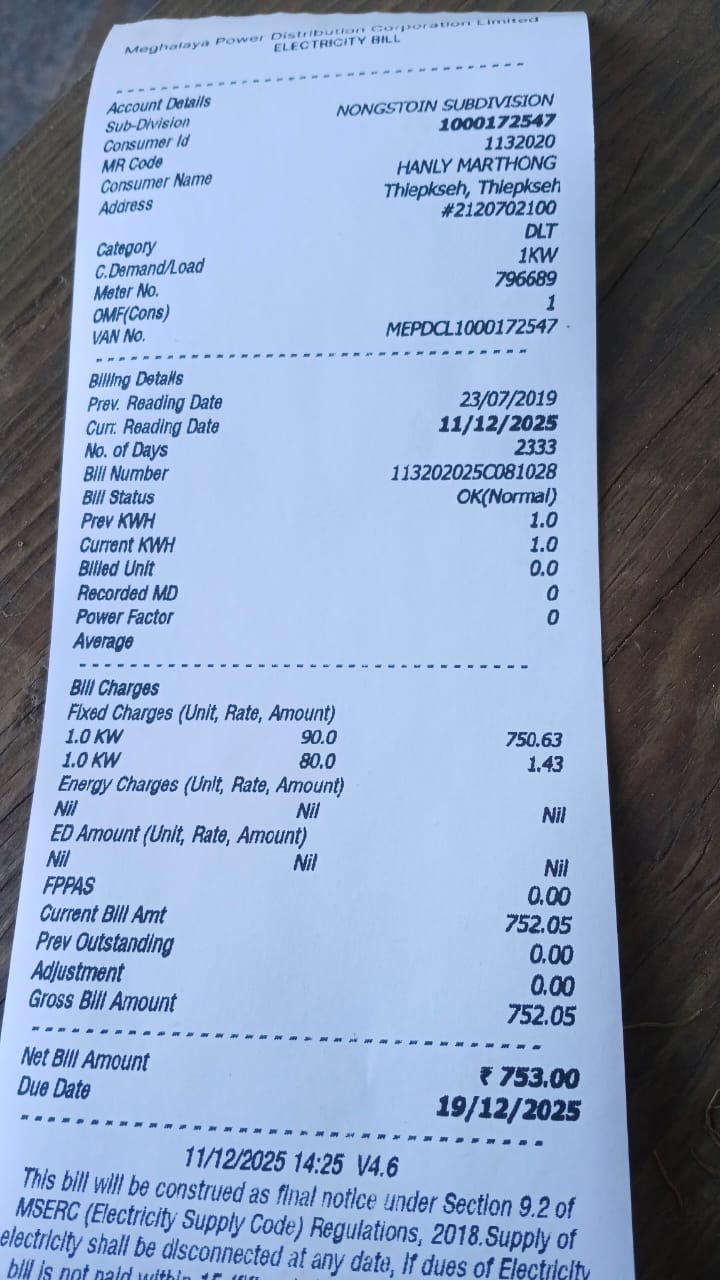 Meghalaya Power Distribution Corporation Limited
ELECTRICITY BILL
Account Details
Sub-Division NONGSTOIN SUBDIVISION
Consumer Id 1000172547
MR Code 1132020
Consumer Name HANLY MARTHONG
Address Thiepkseh, Thiepkseh
#2120702100
Category DLT
C.Demand/Load 1KW
Meter No. 796689
OMF(Cons) 1
VAN No. MEPDCL1000172547
Billing Details
Prev. Reading Date 23/07/2019
Curr. Reading Date 11/12/2025
No. of Days 2333
Bill Number 113202025C081028
Bill Status OK(Normal)
Prev KWH 1.0
Current KWH 1.0
Billed Unit 0.0
Recorded MD 0
Power Factor 0
Average
Bill Charges
Fixed Charges (Unit, Rate, Amount)
1.0 KW 90.0 750.63
1.0 KW 80.0 1.43
Energy Charges (Unit, Rate, Amount)
Nil Nil Nil
ED Amount (Unit, Rate, Amount)
Nil Nil Nil
FPPAS 0.00
Current Bill Amt 752.05
Prev Outstanding 0.00
Adjustment 0.00
Gross Bill Amount 752.05
Net Bill Amount ₹ 753.00
Due Date 19/12/2025
11/12/2025 14:25 V4.6
This bill will be construed as final notice under Section 9.2 of
MSERC (Electricity Supply Code) Regulations, 2018.Supply of
electricity shall be disconnected at any date, if dues of Electricity
bill is not paid within 15